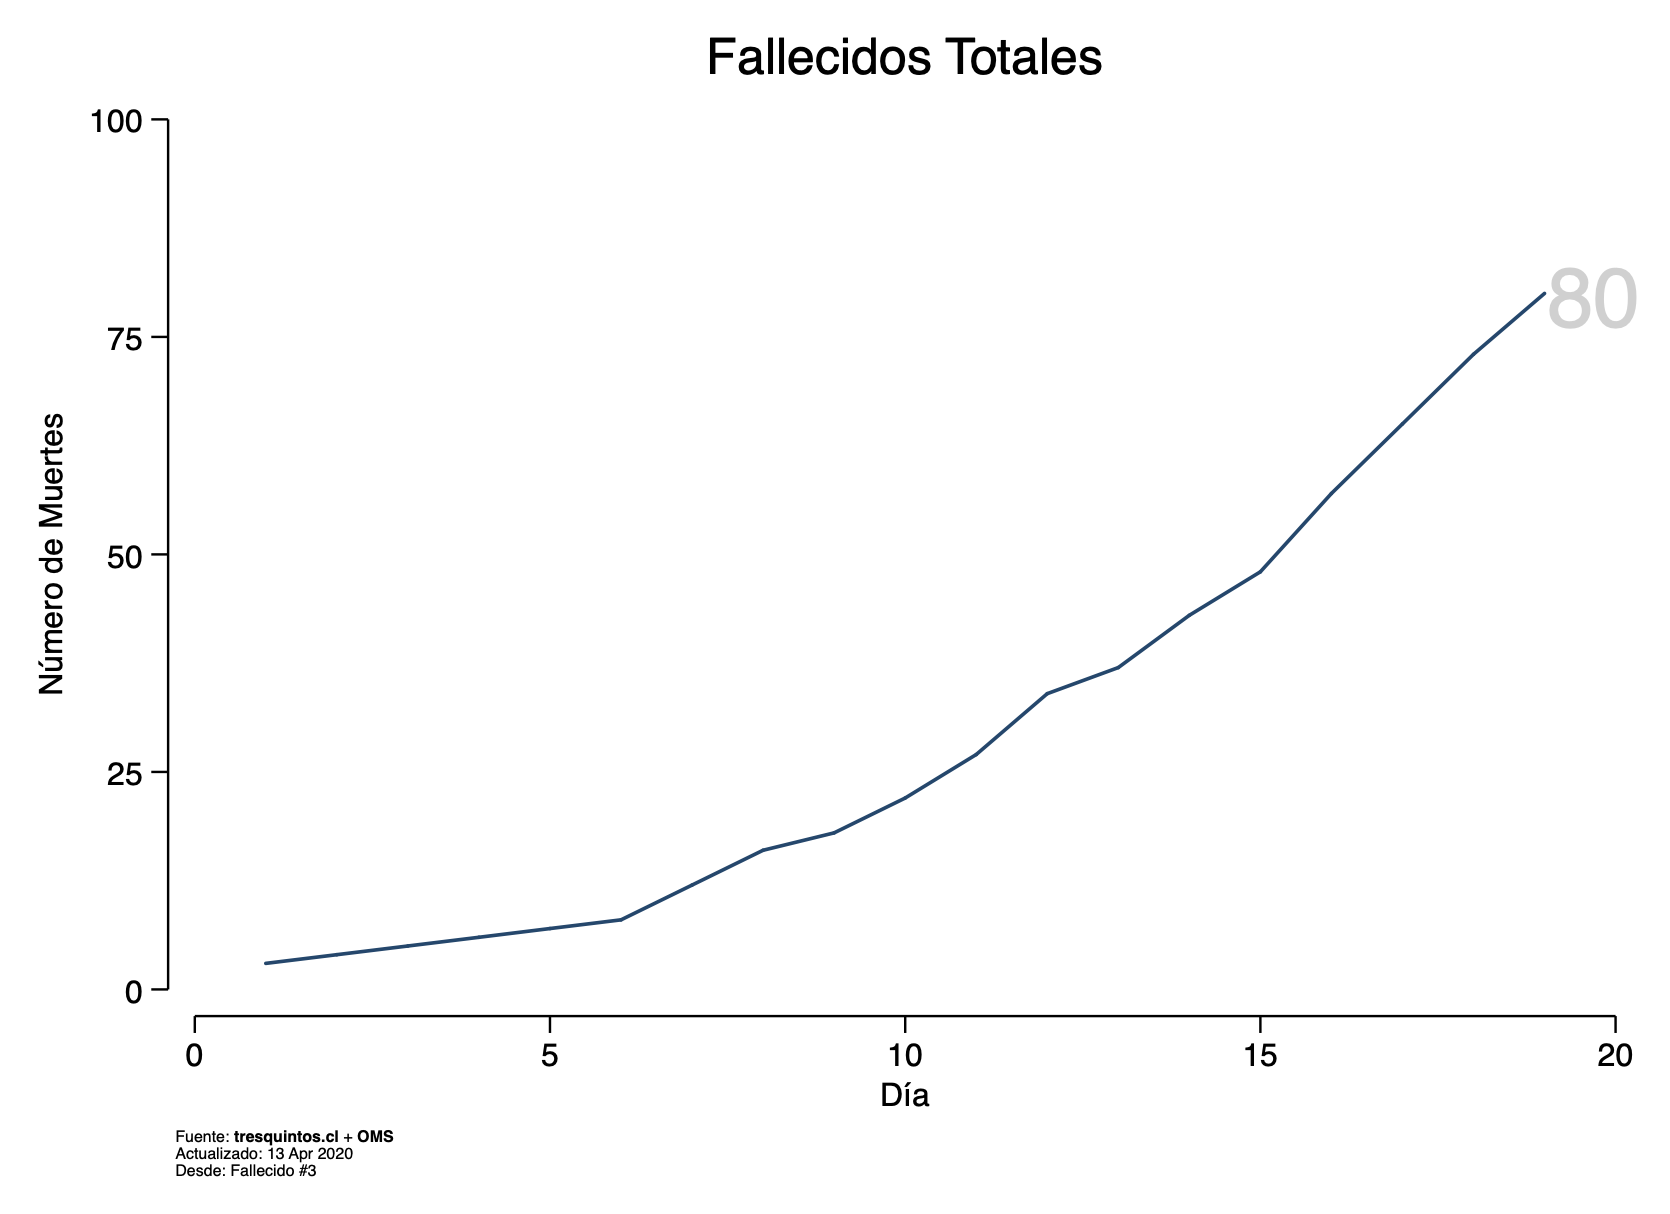 Fallecidos Totales
100
75
50
25
0
Número de Muertes
80
0 5 10 15 20
Día
Fuente: tresquintos.cl + OMS
Actualizado: 13 Apr 2020
Desde: Fallecido #3